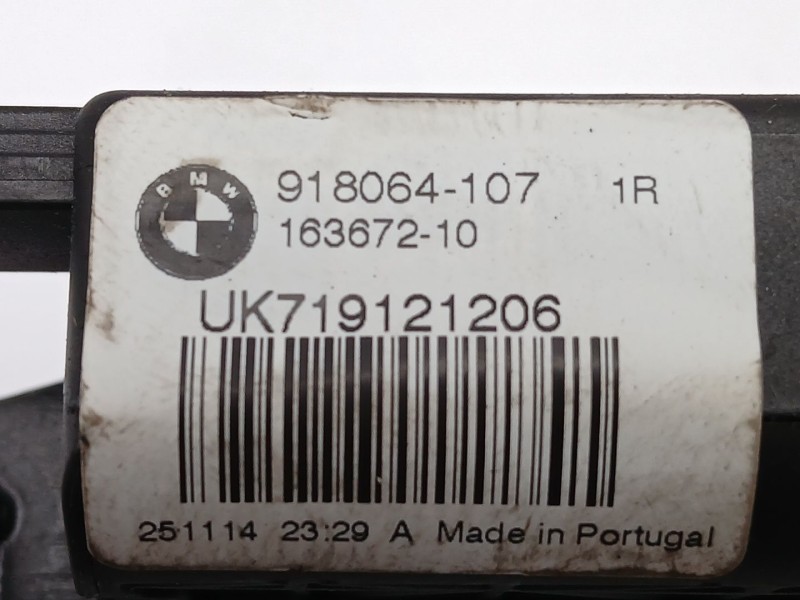 BMW
918064-107 1R
163672-10
UK719121206
251114 23:29 A Made in Portugal